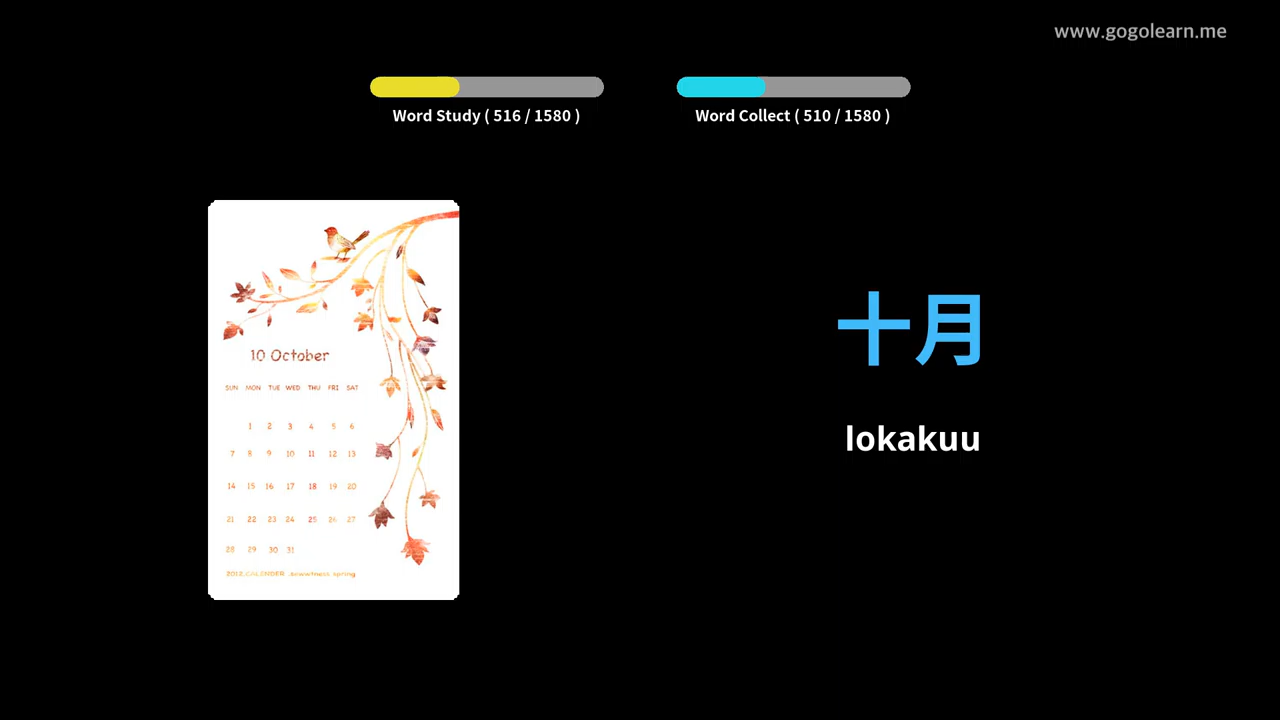 www.gogolearn.me
Word Study ( 516 / 1580 )
Word Collect ( 510 / 1580 )
十月
lokakuu
10 October
SUN MON TUE WED THU FRI SAT
1 2 3 4 5 6
7 8 9 10 11 12 13
14 15 16 17 18 19 20
21 22 23 24 25 26 27
28 29 30 31
2012.CALENDER